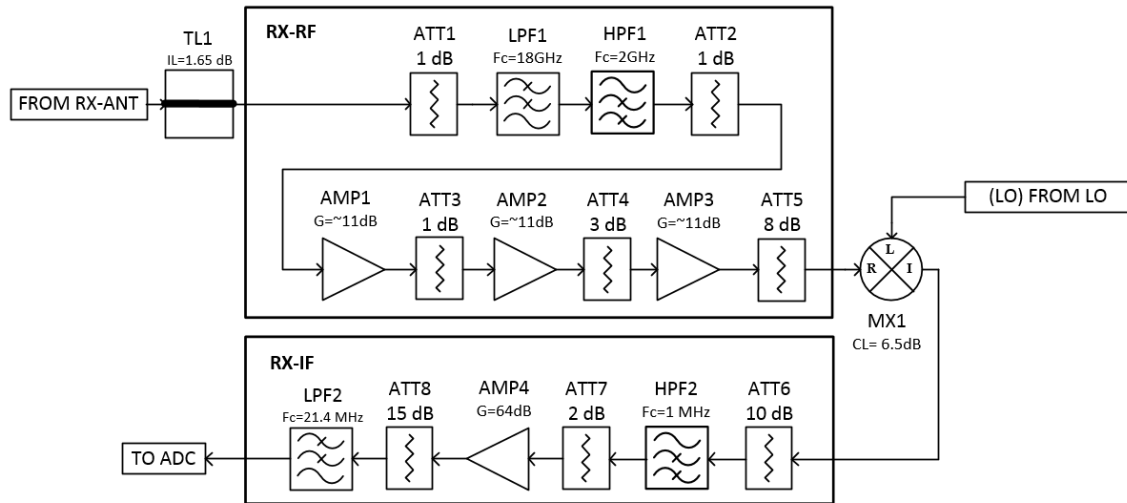 TL1
IL=1.65 dB
FROM RX-ANT
RX-RF
ATT1
1 dB
LPF1
Fc=18GHz
HPF1
Fc=2GHz
ATT2
1 dB
AMP1
G=~11dB
ATT3
1 dB
AMP2
G=~11dB
ATT4
3 dB
AMP3
G=~11dB
ATT5
8 dB
(LO) FROM LO
L
R
I
MX1
CL= 6.5dB
RX-IF
LPF2
Fc=21.4 MHz
ATT8
15 dB
AMP4
G=64dB
ATT7
2 dB
HPF2
Fc=1 MHz
ATT6
10 dB
TO ADC